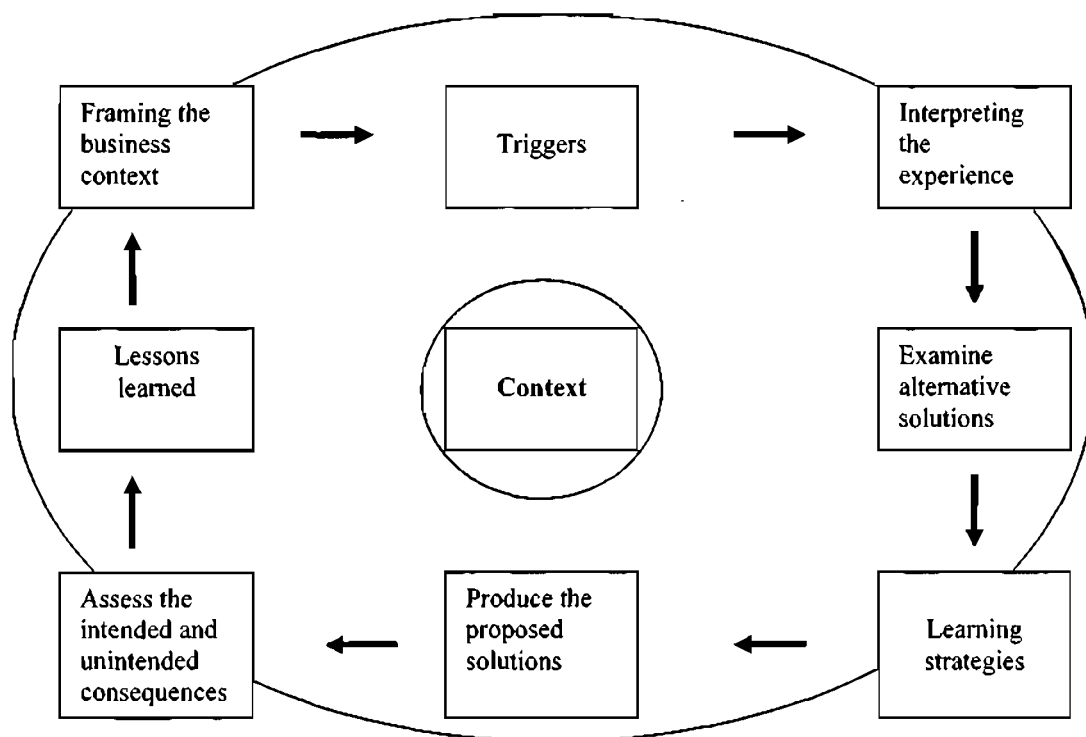 Framing the
business
context
Triggers
Interpreting
the
experience
Lessons
learned
Context
Examine
alternative
solutions
Assess the
intended and
unintended
consequences
Produce the
proposed
solutions
Learning
strategies